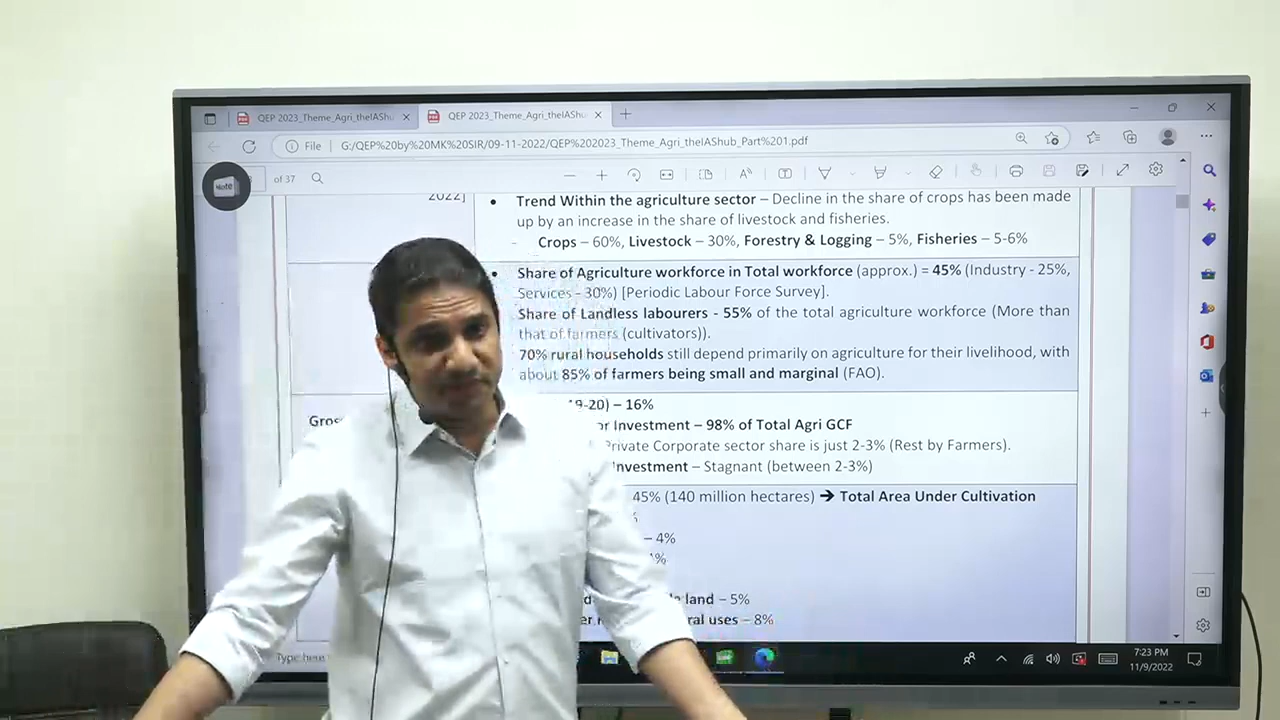 QEP 2023_Theme_Agri_theIASHu
QEP 2023_Theme_Agri_theIASHu
File G:/QEP%20by%20MK%20SIR/09-11-2022/QEP%202023_Theme_Agri_theIAShub_Part%201.pdf
Note
of 37
2022]
• Trend Within the agriculture sector – Decline in the share of crops has been made
up by an increase in the share of livestock and fisheries.
- Crops – 60%, Livestock – 30%, Forestry & Logging – 5%, Fisheries – 5-6%
• Share of Agriculture workforce in Total workforce (approx.) = 45% (Industry - 25%,
Services - 30%) [Periodic Labour Force Survey].
Share of Landless labourers - 55% of the total agriculture workforce (More than
that of farmers (cultivators)).
70% rural households still depend primarily on agriculture for their livelihood, with
about 85% of farmers being small and marginal (FAO).
19-20) – 16%
Gros
or Investment – 98% of Total Agri GCF
Private Corporate sector share is just 2-3% (Rest by Farmers).
Investment – Stagnant (between 2-3%)
45% (140 million hectares) ➔ Total Area Under Cultivation
– 4%
land – 5%
ral uses – 8%
Type here
7:23 PM
11/9/2022